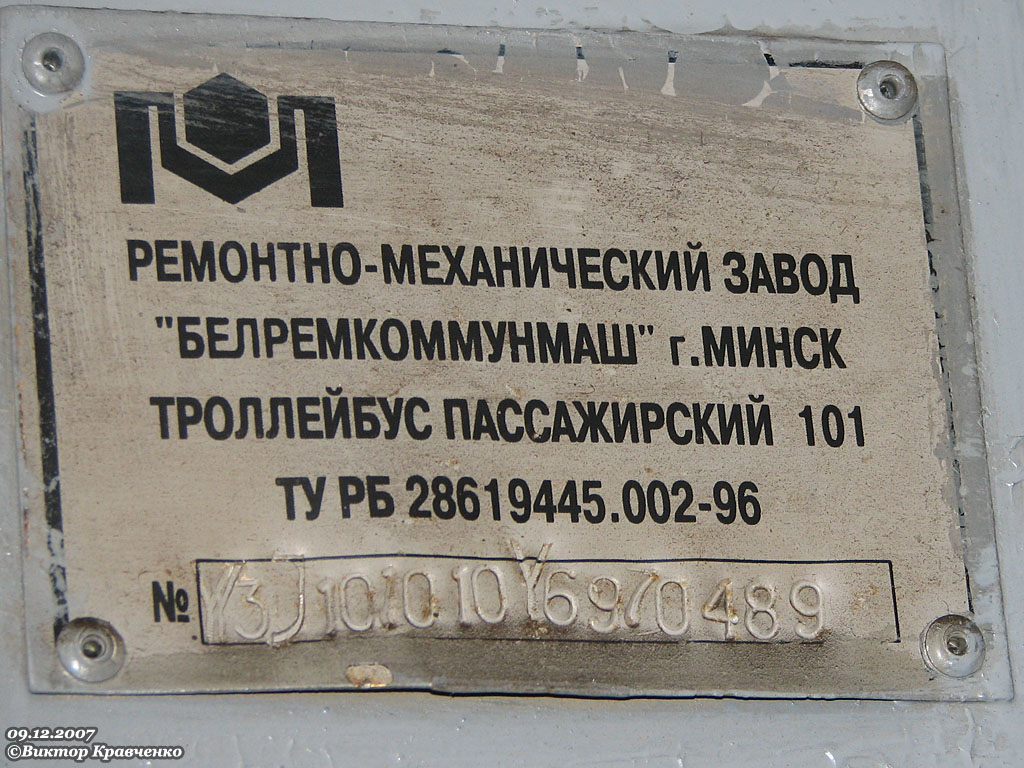 РЕМОНТНО-МЕХАНИЧЕСКИЙ ЗАВОД
"БЕЛРЕМКОММУНМАШ" г.МИНСК
ТРОЛЛЕЙБУС ПАССАЖИРСКИЙ 101
ТУ РБ 28619445.002-96
№ Y3J101010Y6970489
09.12.2007
©Виктор Кравченко